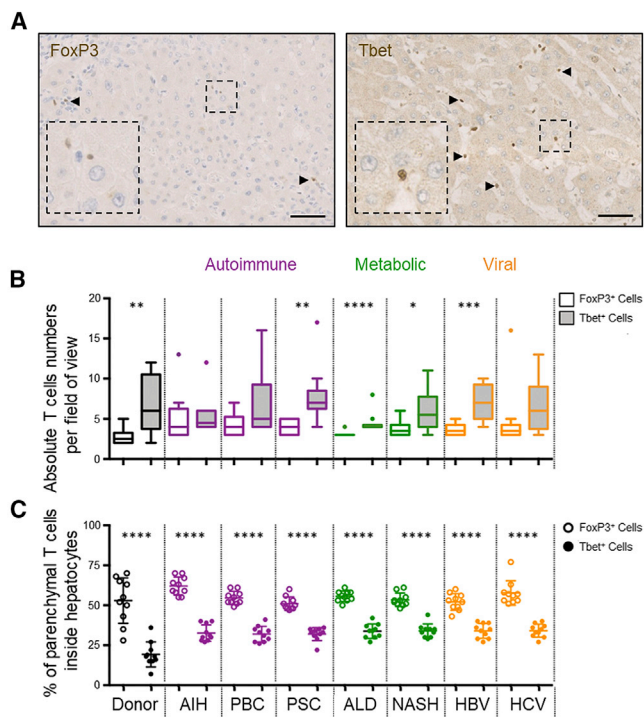 A
FoxP3
Tbet
Autoimmune
Metabolic
Viral
B
Absolute T cells numbers
per field of view
20
15
10
5
0
**
**
****
*
***
FoxP3+ Cells
Tbet+ Cells
C
% of parenchymal T cells
inside hepatocytes
100
75
50
25
0
****
****
****
****
****
****
****
****
FoxP3+ Cells
Tbet+ Cells
Donor
AIH
PBC
PSC
ALD
NASH
HBV
HCV